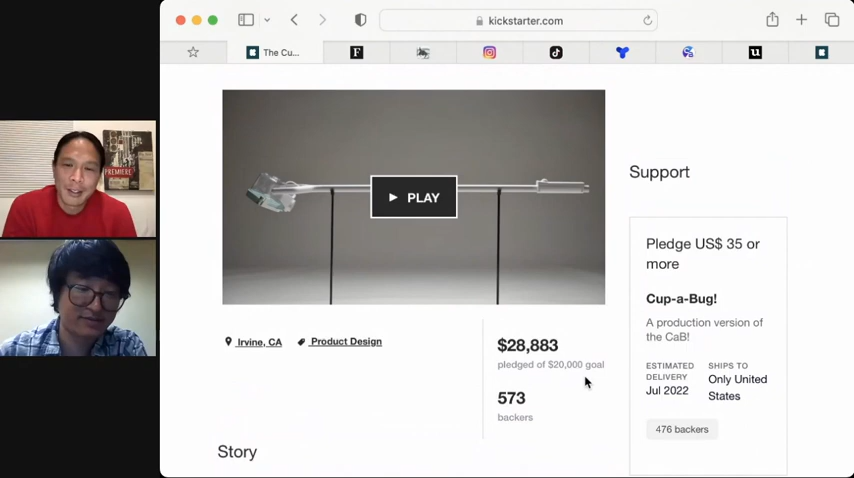 kickstarter.com
The Cu...
PREMIERE
PLAY
Irvine, CA
Product Design
$28,883
pledged of $20,000 goal
573
backers
Story
Support
Pledge US$ 35 or
more
Cup-a-Bug!
A production version of
the CaB!
ESTIMATED
DELIVERY
Jul 2022
SHIPS TO
Only United
States
476 backers